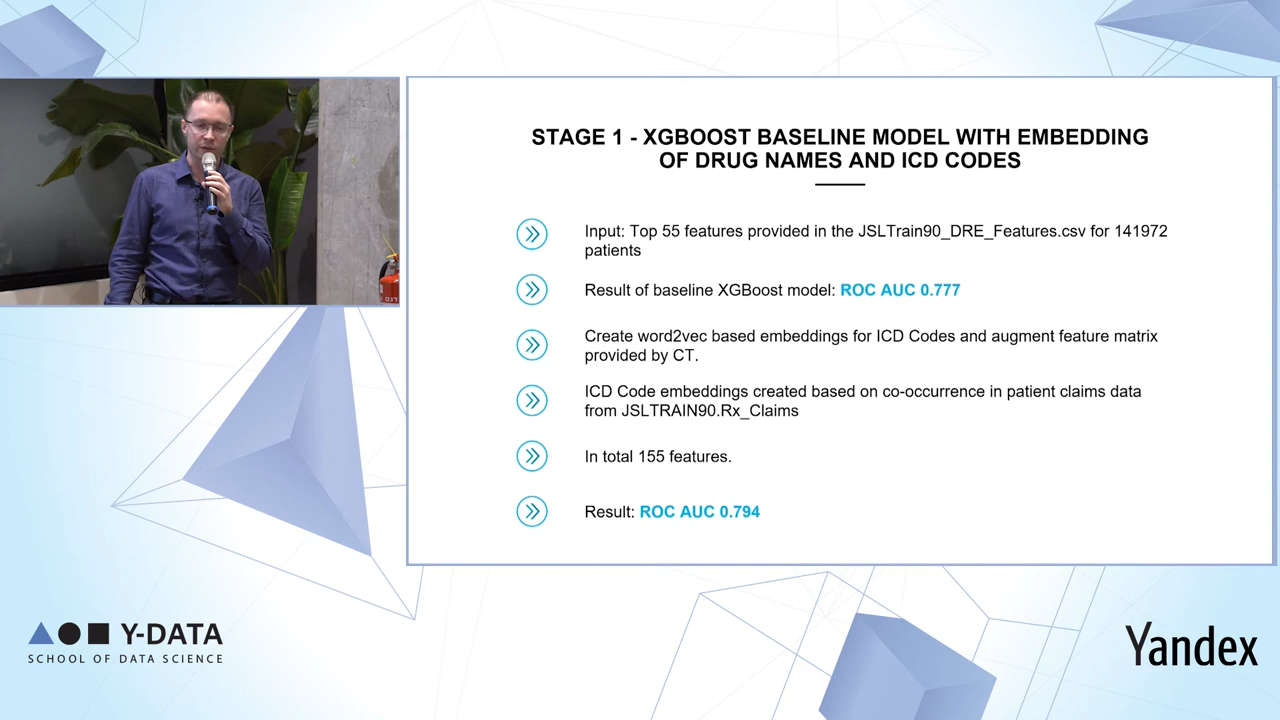 STAGE 1 - XGBOOST BASELINE MODEL WITH EMBEDDING
OF DRUG NAMES AND ICD CODES
Input: Top 55 features provided in the JSLTrain90_DRE_Features.csv for 141972
patients
Result of baseline XGBoost model: ROC AUC 0.777
Create word2vec based embeddings for ICD Codes and augment feature matrix
provided by CT.
ICD Code embeddings created based on co-occurrence in patient claims data
from JSLTRAIN90.Rx_Claims
In total 155 features.
Result: ROC AUC 0.794
Y-DATA
SCHOOL OF DATA SCIENCE
Yandex